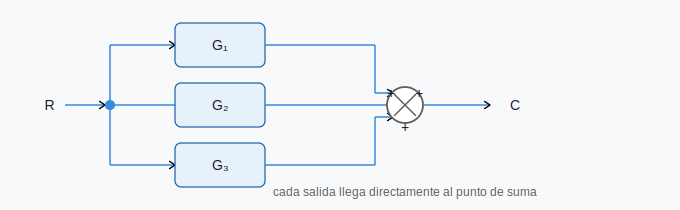 G₁
+ +
R G₂ C
+
G₃
cada salida llega directamente al punto de suma